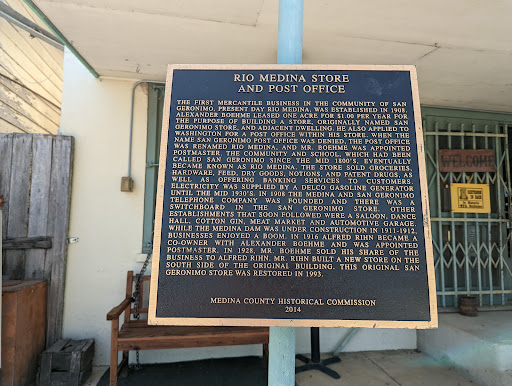 RIO MEDINA STORE
AND POST OFFICE
THE FIRST MERCANTILE BUSINESS IN THE COMMUNITY OF SAN
GERONIMO, PRESENT DAY RIO MEDINA, WAS ESTABLISHED IN 1908.
ALEXANDER BOEHME LEASED ONE ACRE FOR $1.00 PER YEAR FOR
THE PURPOSE OF BUILDING A STORE, ORIGINALLY NAMED SAN
GERONIMO STORE, AND ADJACENT DWELLING. HE ALSO APPLIED TO
WASHINGTON FOR A POST OFFICE WITHIN HIS STORE. WHEN THE
NAME SAN GERONIMO POST OFFICE WAS DENIED, THE POST OFFICE
WAS RENAMED RIO MEDINA, AND MR. BOEHME WAS APPOINTED
POSTMASTER. THE COMMUNITY AND SCHOOL, WHICH HAD BEEN
CALLED SAN GERONIMO SINCE THE MID 1800'S, EVENTUALLY
BECAME KNOWN AS RIO MEDINA. THE STORE SOLD GROCERIES,
HARDWARE, FEED, DRY GOODS, NOTIONS, AND PATENT DRUGS, AS
WELL AS OFFERING BANKING SERVICES TO CUSTOMERS.
ELECTRICITY WAS SUPPLIED BY A DELCO GASOLINE GENERATOR
UNTIL THE MID 1930'S. IN 1908 THE MEDINA AND SAN GERONIMO
TELEPHONE COMPANY WAS FOUNDED AND THERE WAS A
SWITCHBOARD IN THE SAN GERONIMO STORE. OTHER
ESTABLISHMENTS THAT SOON FOLLOWED WERE A SALOON, DANCE
HALL, COTTON GIN, MEAT MARKET AND AUTOMOTIVE GARAGE.
WHILE THE MEDINA DAM WAS UNDER CONSTRUCTION IN 1911-1912,
BUSINESSES ENJOYED A BOOM. IN 1916 ALFRED RIHN BECAME A
CO-OWNER WITH ALEXANDER BOEHME AND WAS APPOINTED
POSTMASTER. IN 1928, MR. BOEHME SOLD HIS SHARE OF THE
BUSINESS TO ALFRED RIHN. MR. RIHN BUILT A NEW STORE ON THE
SOUTH SIDE OF THE ORIGINAL BUILDING. THIS ORIGINAL SAN
GERONIMO STORE WAS RESTORED IN 1993.
MEDINA COUNTY HISTORICAL COMMISSION
2014